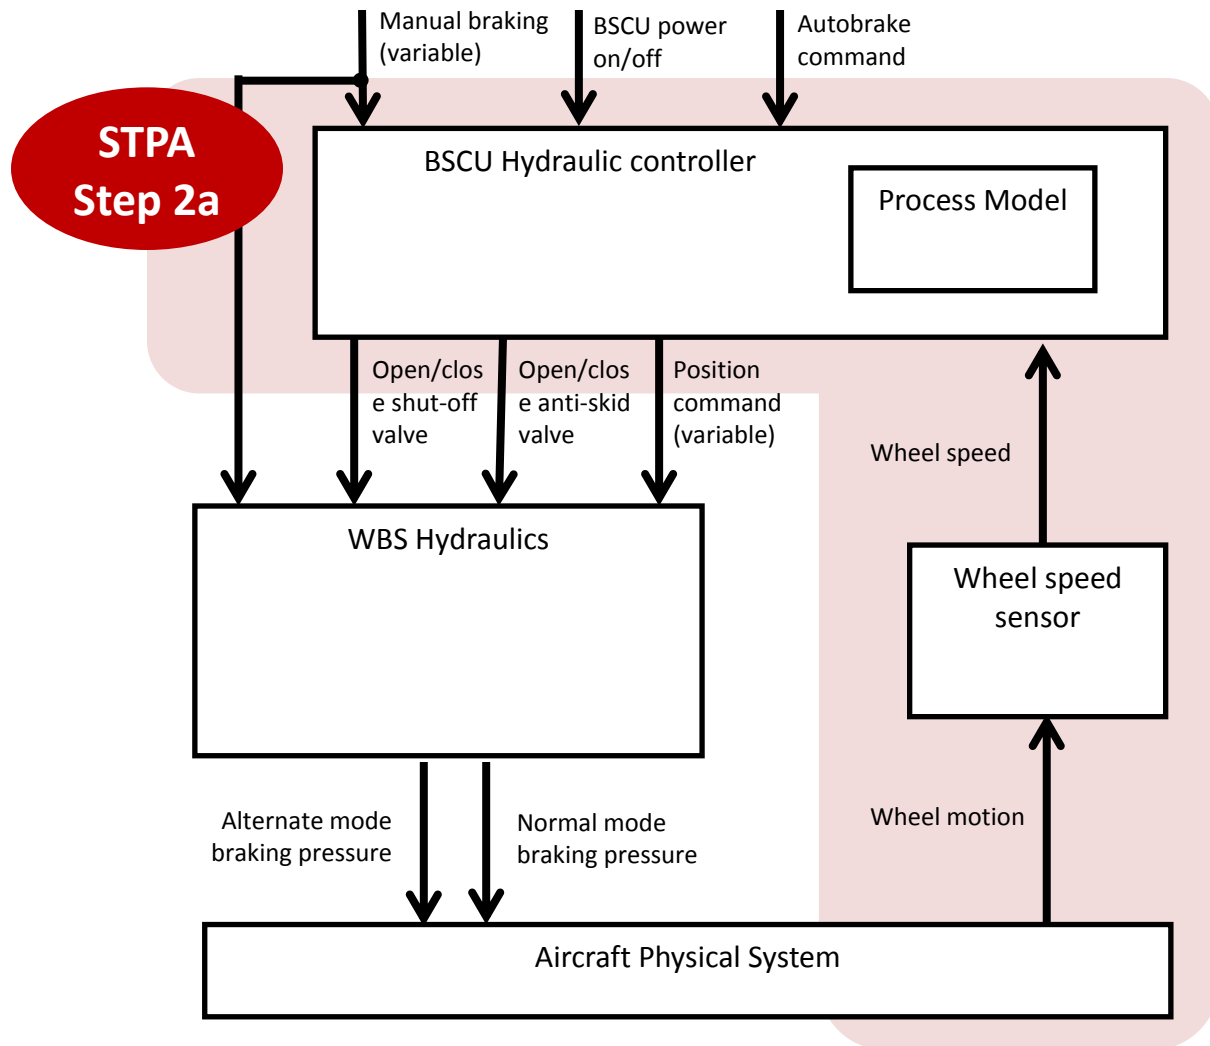 Manual braking
(variable)
BSCU power
on/off
Autobrake
command
STPA
Step 2a
BSCU Hydraulic controller
Process Model
Open/clos
e shut-off
valve
Open/clos
e anti-skid
valve
Position
command
(variable)
Wheel speed
WBS Hydraulics
Wheel speed
sensor
Alternate mode
braking pressure
Normal mode
braking pressure
Wheel motion
Aircraft Physical System